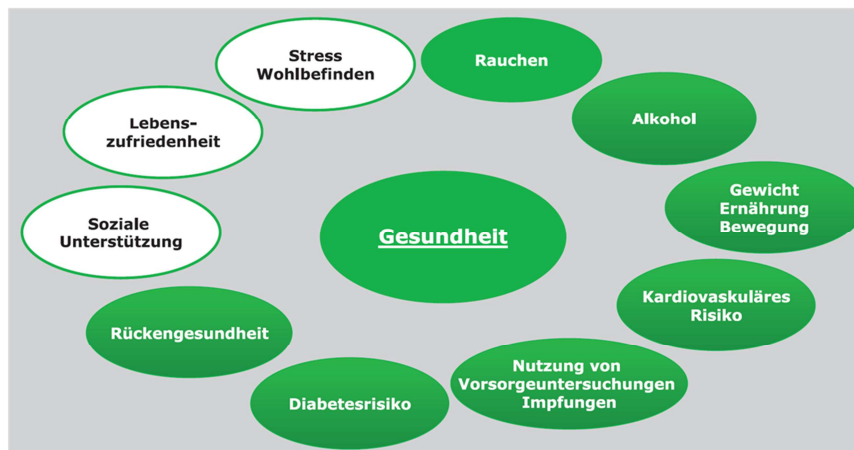 Stress
Wohlbefinden
Rauchen
Lebens-
zufriedenheit
Alkohol
Gewicht
Ernährung
Bewegung
Soziale
Unterstützung
Gesundheit
Kardiovaskuläres
Risiko
Rückengesundheit
Nutzung von
Vorsorgeuntersuchungen
Impfungen
Diabetesrisiko